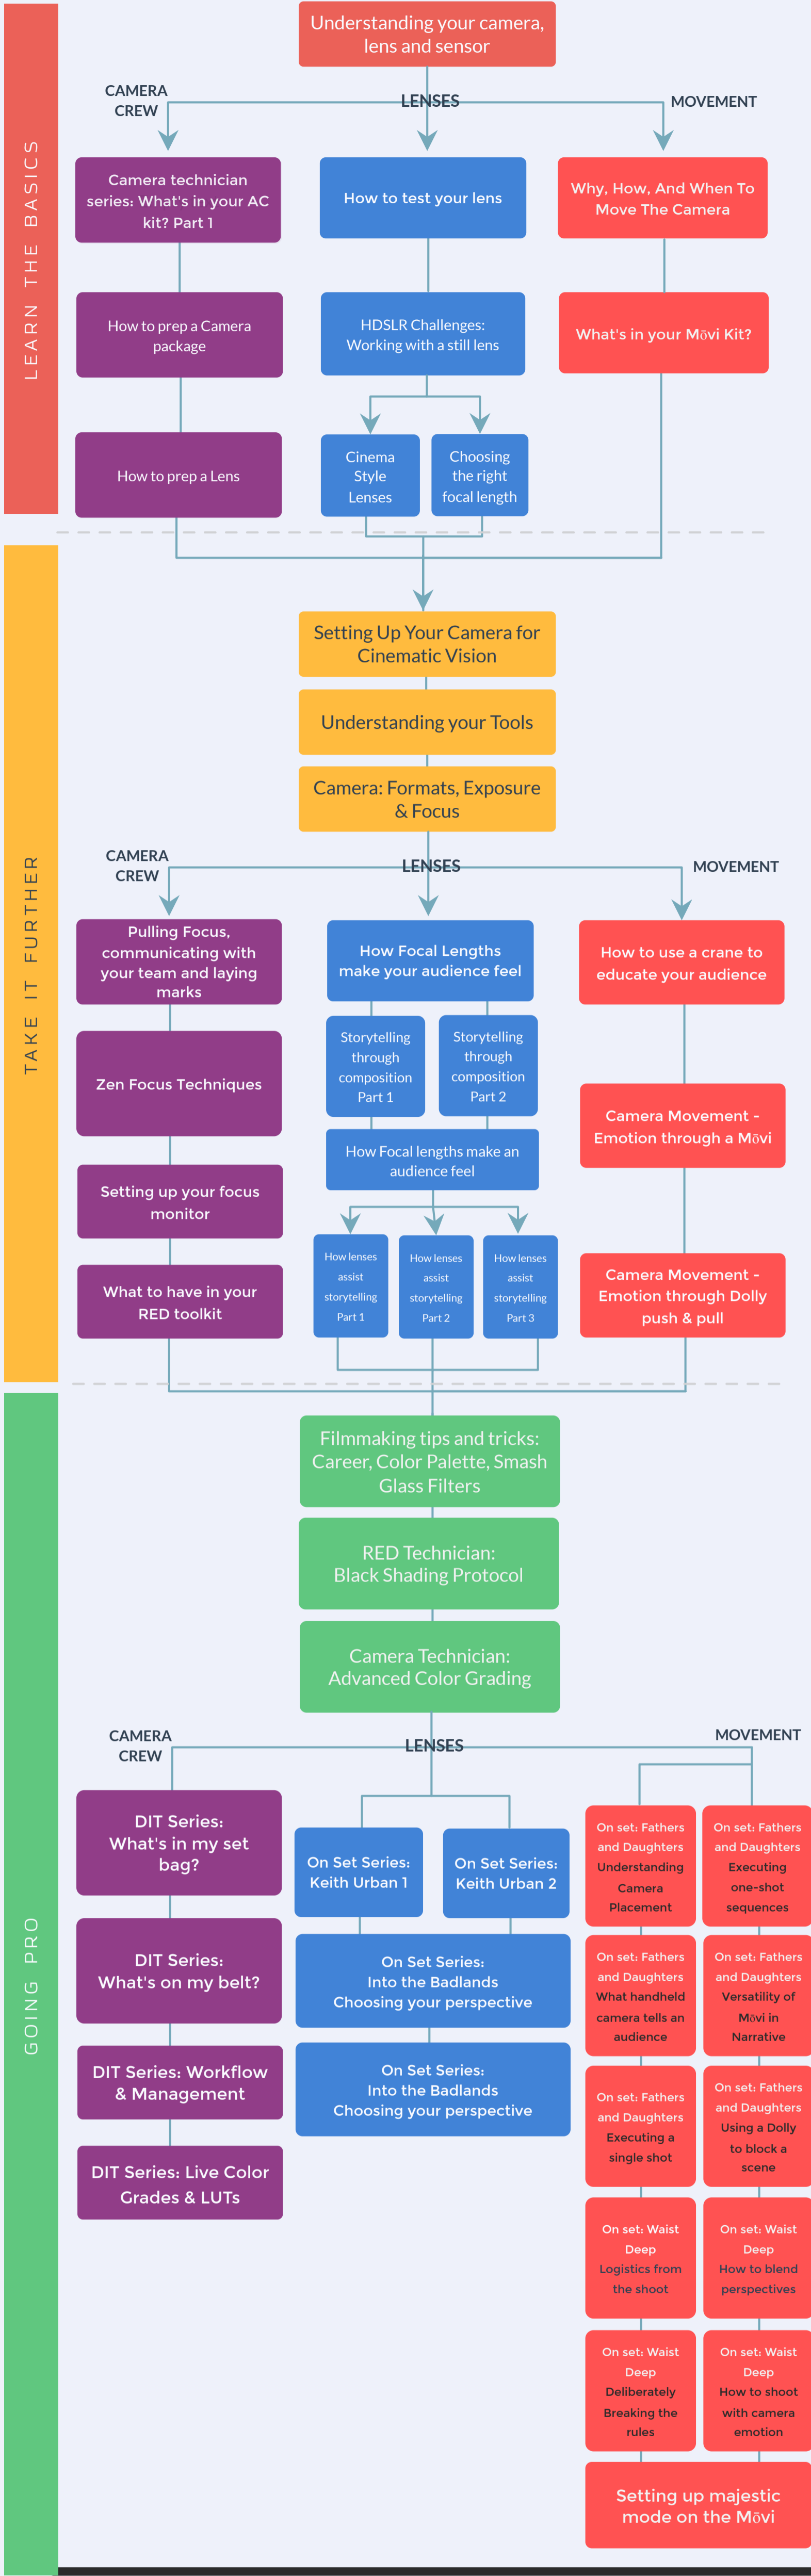 LEARN THE BASICS
Understanding your camera,
lens and sensor
CAMERA
CREW
LENSES
MOVEMENT
Camera technician
series: What's in your AC
kit? Part 1
How to prep a Camera
package
How to prep a Lens
How to test your lens
HDSLR Challenges:
Working with a still lens
Cinema
Style
Lenses
Choosing
the right
focal length
Why, How, And When To
Move The Camera
What's in your Mōvi Kit?
TAKE IT FURTHER
Setting Up Your Camera for
Cinematic Vision
Understanding your Tools
Camera: Formats, Exposure
& Focus
CAMERA
CREW
LENSES
MOVEMENT
Pulling Focus,
communicating with
your team and laying
marks
Zen Focus Techniques
Setting up your focus
monitor
What to have in your
RED toolkit
How Focal Lengths
make your audience feel
Storytelling
through
composition
Part 1
Storytelling
through
composition
Part 2
How Focal lengths make an
audience feel
How lenses
assist
storytelling
Part 1
How lenses
assist
storytelling
Part 2
How lenses
assist
storytelling
Part 3
How to use a crane to
educate your audience
Camera Movement -
Emotion through a Mōvi
Camera Movement -
Emotion through Dolly
push & pull
GOING PRO
Filmmaking tips and tricks:
Career, Color Palette, Smash
Glass Filters
RED Technician:
Black Shading Protocol
Camera Technician:
Advanced Color Grading
CAMERA
CREW
LENSES
MOVEMENT
DIT Series:
What's in my set
bag?
DIT Series:
What's on my belt?
DIT Series: Workflow
& Management
DIT Series: Live Color
Grades & LUTs
On Set Series:
Keith Urban 1
On Set Series:
Keith Urban 2
On Set Series:
Into the Badlands
Choosing your perspective
On Set Series:
Into the Badlands
Choosing your perspective
On set: Fathers
and Daughters
Understanding
Camera
Placement
On set: Fathers
and Daughters
Executing
one-shot
sequences
On set: Fathers
and Daughters
What handheld
camera tells an
audience
On set: Fathers
and Daughters
Versatility of
Mōvi in
Narrative
On set: Fathers
and Daughters
Executing a
single shot
On set: Fathers
and Daughters
Using a Dolly
to block a
scene
On set: Waist
Deep
Logistics from
the shoot
On set: Waist
Deep
How to blend
perspectives
On set: Waist
Deep
Deliberately
Breaking the
rules
On set: Waist
Deep
How to shoot
with camera
emotion
Setting up majestic
mode on the Mōvi